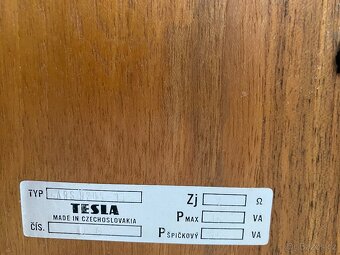 TYP
TESLA
MADE IN CZECHOSLOVAKIA
ČÍS.
Zj Ω
P MAX VA
P ŠPIČKOVÝ VA